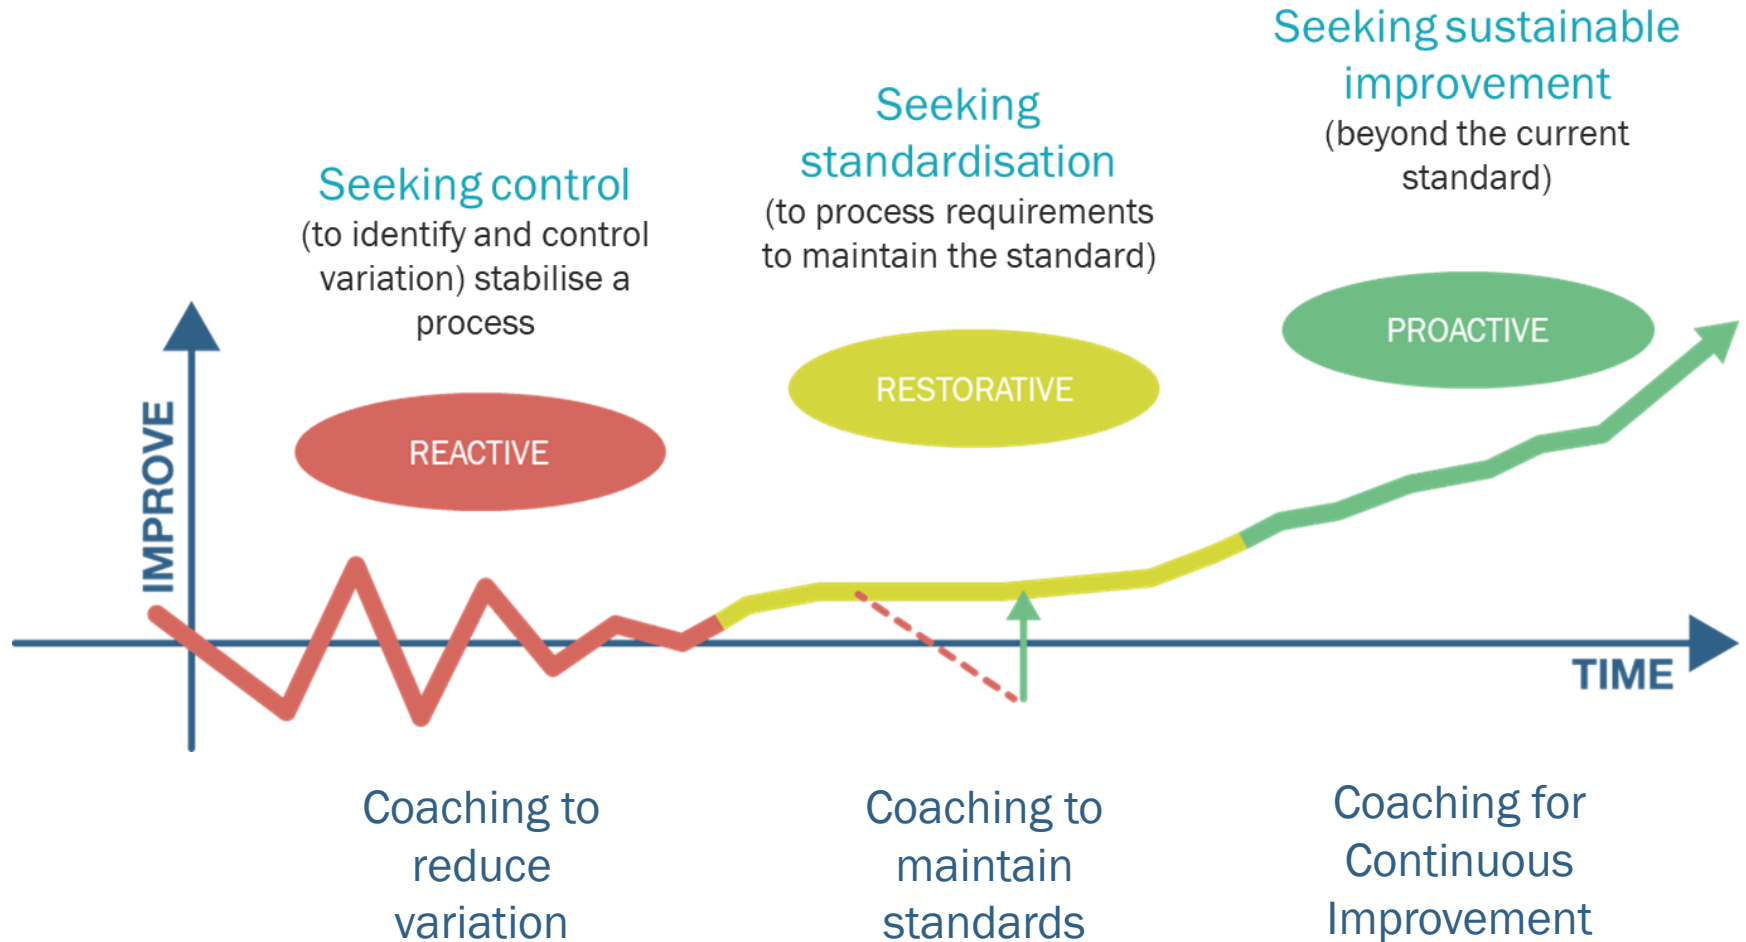 Seeking control
(to identify and control
variation) stabilise a
process
REACTIVE
Seeking
standardisation
(to process requirements
to maintain the standard)
RESTORATIVE
Seeking sustainable
improvement
(beyond the current
standard)
PROACTIVE
IMPROVE
TIME
Coaching to
reduce
variation
Coaching to
maintain
standards
Coaching for
Continuous
Improvement